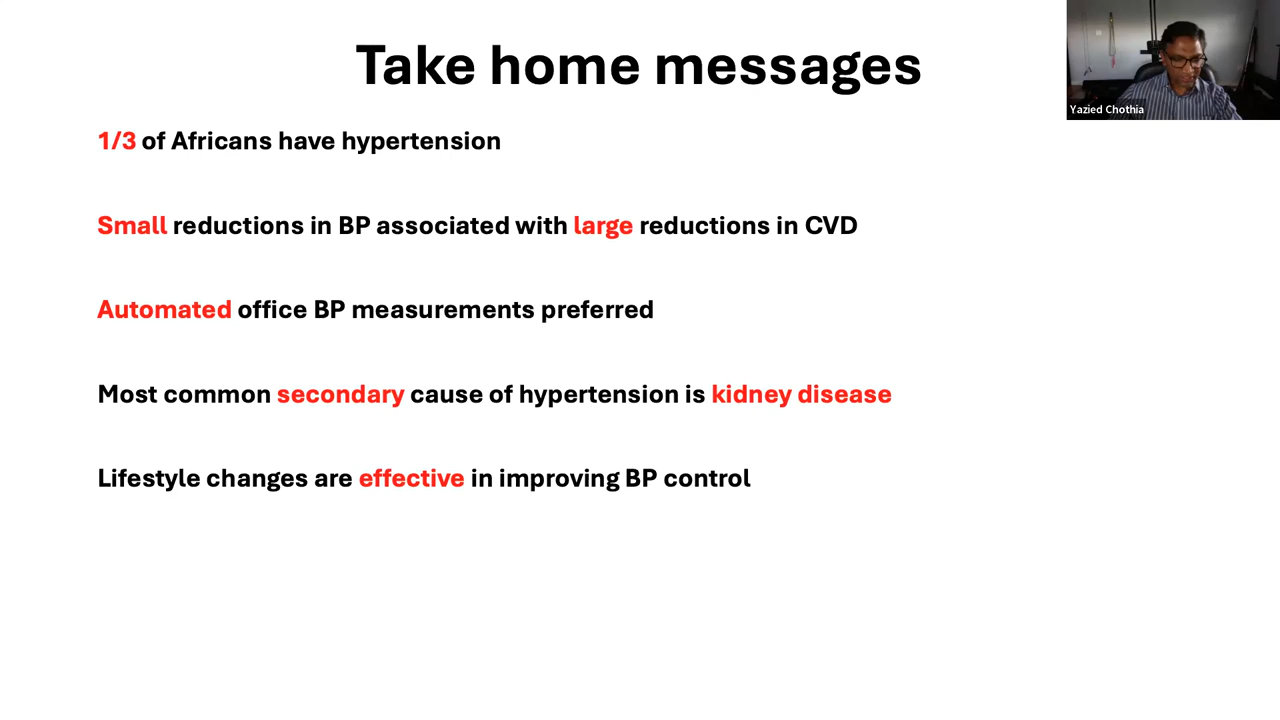 Take home messages
Yazied Chothia
1/3 of Africans have hypertension
Small reductions in BP associated with large reductions in CVD
Automated office BP measurements preferred
Most common secondary cause of hypertension is kidney disease
Lifestyle changes are effective in improving BP control